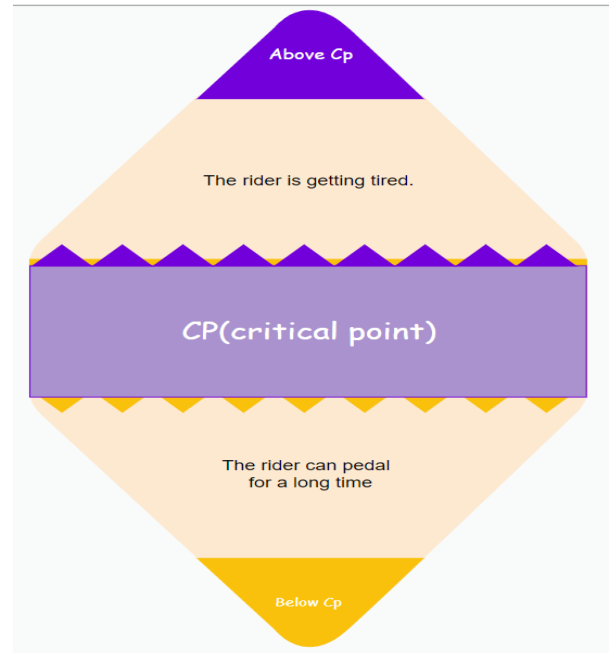 Above Cp
The rider is getting tired.
CP(critical point)
The rider can pedal
for a long time
Below Cp